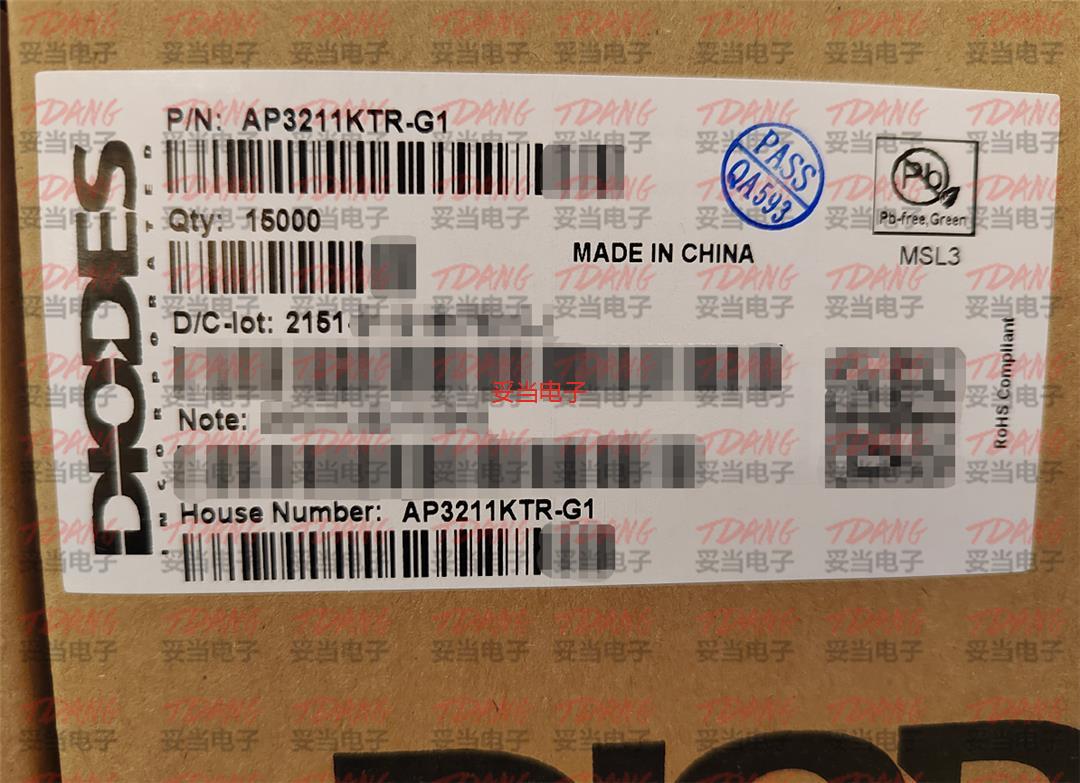 P/N: AP3211KTR-G1
Qty: 15000
MADE IN CHINA
D/C-lot: 2151
Note:
House Number: AP3211KTR-G1
DIODES
INCORPORATED
PASS
QA593
Pb
Pb-free, Green
MSL3
RoHS Compliant
妥当电子
TDANG
妥当电子